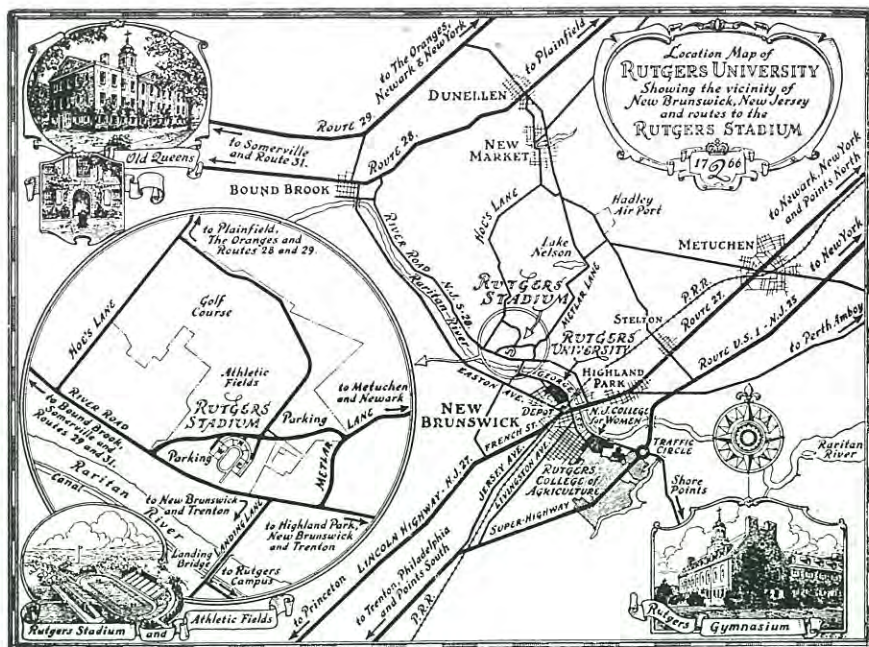 Location Map of
RUTGERS UNIVERSITY
Showing the vicinity of
New Brunswick, New Jersey
and routes to the
RUTGERS STADIUM
17 Q 66
Old Queens
to The Oranges,
Newark & New York
ROUTE 29.
to Somerville
and Route 31.
ROUTE 28.
to Plainfield
DUNELLEN
NEW
MARKET
BOUND BROOK
HOE'S LANE
Hadley
Air Port
Lake
Nelson
METUCHEN
to Newark, New York
and Points North
to New York
to Perth Amboy
RIVER ROAD N.J. S-28.
Raritan River
RUTGERS
STADIUM
METLAR LANE
STELTON
P.R.R.
ROUTE 27.
ROUTE U.S. 1 - N.J. 25
RUTGERS
UNIVERSITY
HIGHLAND
PARK
GEORGE
EASTON
AVE.
DEPOT
N.J. COLLEGE
for WOMEN
NEW
BRUNSWICK
FRENCH ST.
JERSEY AVE.
LIVINGSTON AVE.
TRAFFIC
CIRCLE
RUTGERS
COLLEGE OF
AGRICULTURE
SUPER-HIGHWAY
Shore
Points
Raritan
River
LINCOLN HIGHWAY - N.J. 27.
to Princeton
to Trenton, Philadelphia
and Points South
P.R.R.
to Plainfield,
The Oranges and
Routes 28 and 29.
HOE'S LANE
Golf
Course
Athletic
Fields
RUTGERS
STADIUM
Parking
Parking
to Metuchen
and Newark
METLAR LANE
RIVER ROAD
to Bound Brook,
Somerville and
Routes 29 and 31.
Raritan
River
Canal
to New Brunswick
and Trenton
LANDING LANE
Landing
Bridge
to Highland Park,
New Brunswick
and Trenton
to Rutgers
Campus
Rutgers Stadium and Athletic Fields
Rutgers Gymnasium